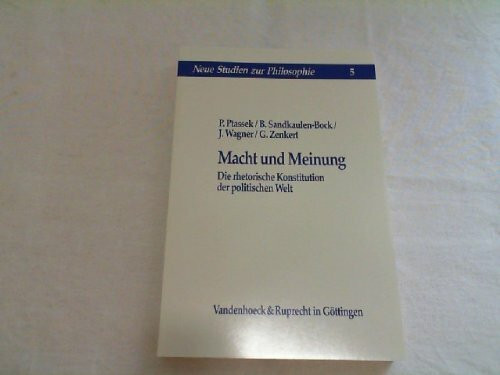 Neue Studien zur Philosophie 5
P. Ptassek / B. Sandkaulen-Bock /
J. Wagner / G. Zenkert
Macht und Meinung
Die rhetorische Konstitution
der politischen Welt
Vandenhoeck & Ruprecht in Göttingen